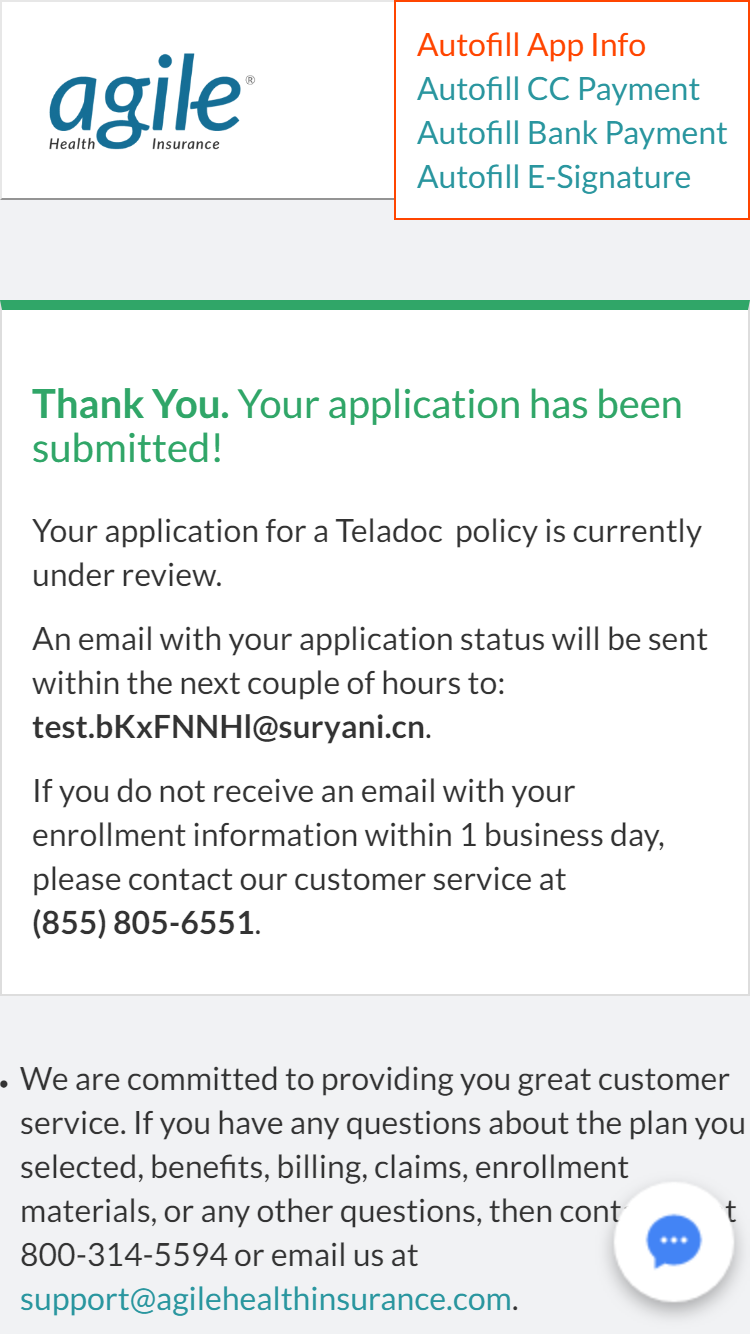 agile®
Health Insurance
Autofill App Info
Autofill CC Payment
Autofill Bank Payment
Autofill E-Signature
Thank You. Your application has been
submitted!
Your application for a Teladoc policy is currently
under review.
An email with your application status will be sent
within the next couple of hours to:
test.bKxFNNHl@suryani.cn.
If you do not receive an email with your
enrollment information within 1 business day,
please contact our customer service at
(855) 805-6551.
• We are committed to providing you great customer
service. If you have any questions about the plan you
selected, benefits, billing, claims, enrollment
materials, or any other questions, then
800-314-5594 or email us at
support@agilehealthinsurance.com.